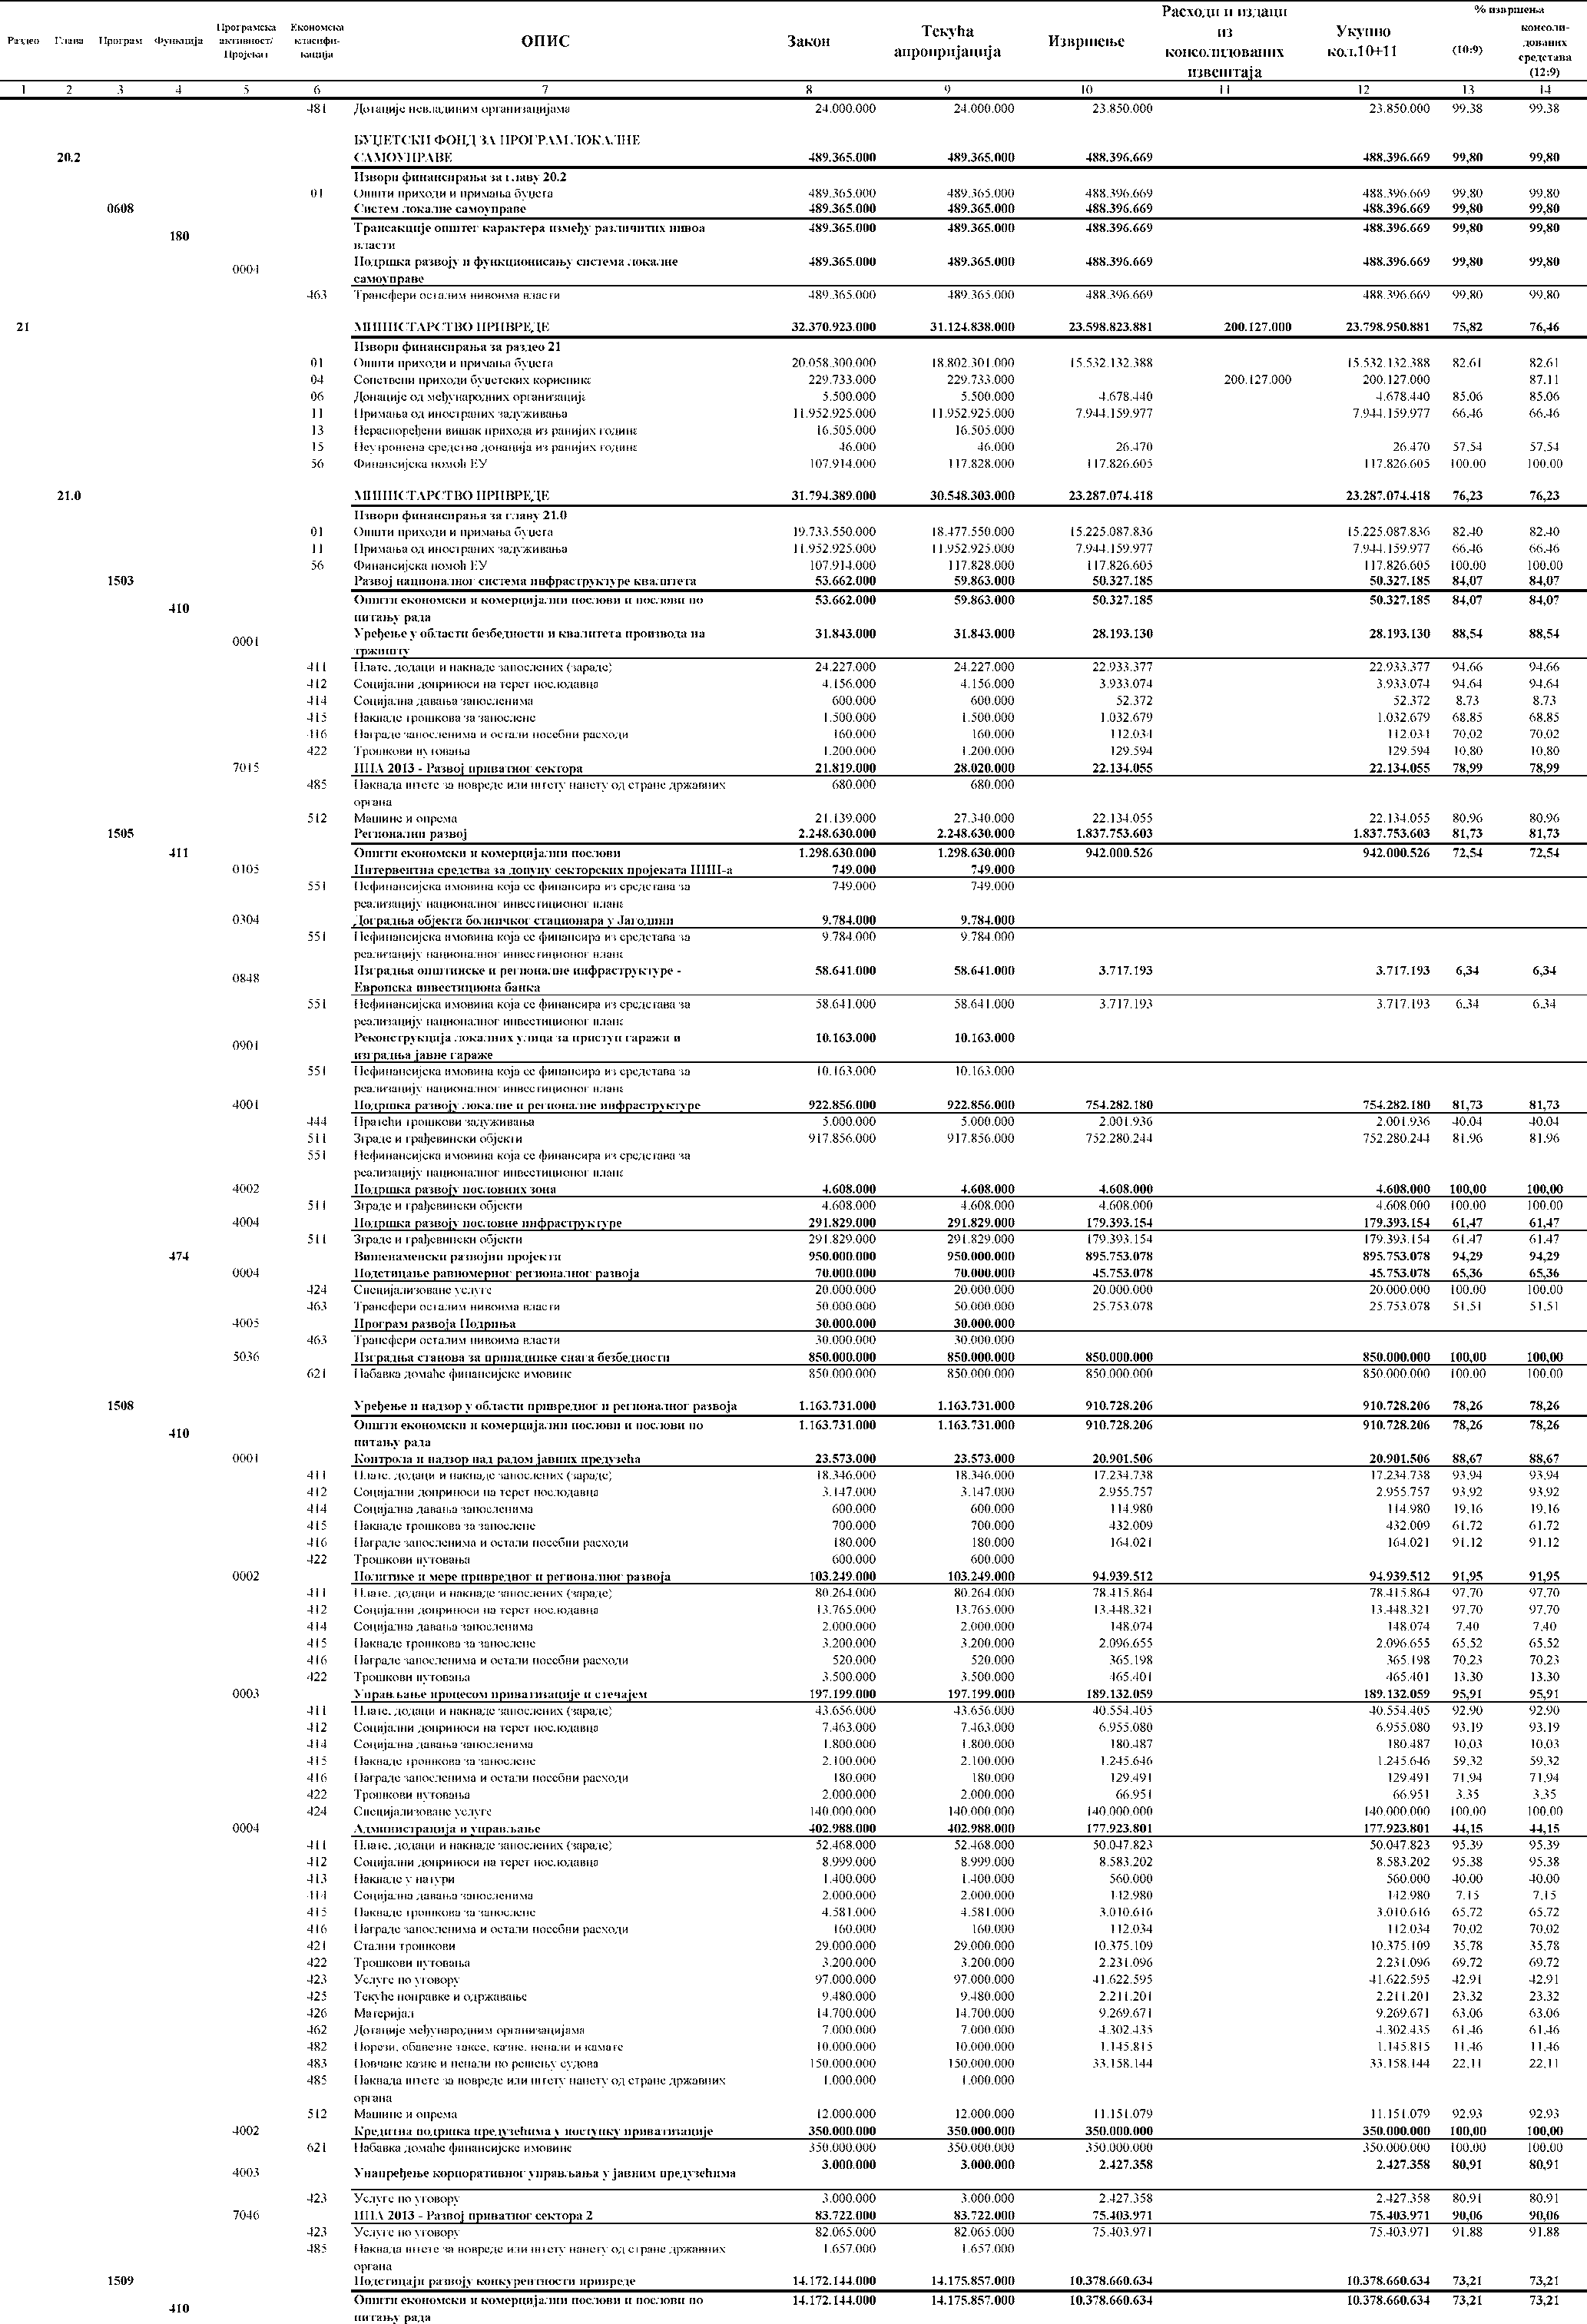 Раздео Глава Програм Функција Програмска активност/ Пројекат Економска класифи-кација ОПИС Закон Текућа апропријација Извршење Расходи и издаци из консолидованих извештаја Укупно кол.10+11 % извршења (10:9) консоли-дованих средстава (12:9)
1 2 3 4 5 6 7 8 9 10 11 12 13 14
481 Дотације невладиним организацијама 24.000.000 24.000.000 23.850.000 23.850.000 99,38 99,38
БУЏЕТСКИ ФОНД ЗА ПРОГРАМ ЛОКАЛНЕ
20.2 САМОУПРАВЕ 489.365.000 489.365.000 488.396.669 488.396.669 99,80 99,80
Извори финансирања за главу 20.2
01 Општи приходи и примања буџета 489.365.000 489.365.000 488.396.669 488.396.669 99,80 99,80
0608 Систем локалне самоуправе 489.365.000 489.365.000 488.396.669 488.396.669 99,80 99,80
180 Трансакције општег карактера између различитих нивоа 489.365.000 489.365.000 488.396.669 488.396.669 99,80 99,80
власти
0004 Подршка развоју и функционисању система локалне 489.365.000 489.365.000 488.396.669 488.396.669 99,80 99,80
самоуправе
463 Трансфери осталим нивоима власти 489.365.000 489.365.000 488.396.669 488.396.669 99,80 99,80
21 МИНИСТАРСТВО ПРИВРЕДЕ 32.370.923.000 31.124.838.000 23.598.823.881 200.127.000 23.798.950.881 75,82 76,46
Извори финансирања за раздео 21
01 Општи приходи и примања буџета 20.058.300.000 18.802.301.000 15.532.132.388 15.532.132.388 82,61 82,61
04 Сопствени приходи буџетских корисника 229.733.000 229.733.000 200.127.000 200.127.000 87,11
06 Донације од међународних организација 5.500.000 5.500.000 4.678.440 4.678.440 85,06 85,06
11 Примања од иностраних задуживања 11.952.925.000 11.952.925.000 7.944.159.977 7.944.159.977 66,46 66,46
13 Нераспоређени вишак прихода из ранијих година 16.505.000 16.505.000
15 Неутрошена средства донација из ранијих година 46.000 46.000 26.470 26.470 57,54 57,54
56 Финансијска помоћ ЕУ 107.914.000 117.828.000 117.826.605 117.826.605 100,00 100,00
21.0 МИНИСТАРСТВО ПРИВРЕДЕ 31.794.389.000 30.548.303.000 23.287.074.418 23.287.074.418 76,23 76,23
Извори финансирања за главу 21.0
01 Општи приходи и примања буџета 19.733.550.000 18.477.550.000 15.225.087.836 15.225.087.836 82,40 82,40
11 Примања од иностраних задуживања 11.952.925.000 11.952.925.000 7.944.159.977 7.944.159.977 66,46 66,46
56 Финансијска помоћ ЕУ 107.914.000 117.828.000 117.826.605 117.826.605 100,00 100,00
1503 Развој националног система инфраструктуре квалитета 53.662.000 59.863.000 50.327.185 50.327.185 84,07 84,07
410 Општи економски и комерцијални послови и послови по 53.662.000 59.863.000 50.327.185 50.327.185 84,07 84,07
питању рада
0001 Уређење у области безбедности и квалитета производа на 31.843.000 31.843.000 28.193.130 28.193.130 88,54 88,54
тржишту
411 Плате, додаци и накнаде запослених (зараде) 24.227.000 24.227.000 22.933.377 22.933.377 94,66 94,66
412 Социјални доприноси на терет послодавца 4.156.000 4.156.000 3.933.074 3.933.074 94,64 94,64
414 Социјална давања запосленима 600.000 600.000 52.372 52.372 8,73 8,73
415 Накнаде трошкова за запослене 1.500.000 1.500.000 1.032.679 1.032.679 68,85 68,85
416 Награде запосленима и остали посебни расходи 160.000 160.000 112.034 112.034 70,02 70,02
422 Трошкови путовања 1.200.000 1.200.000 129.594 129.594 10,80 10,80
7015 ИПА 2013 - Развој приватног сектора 21.819.000 28.020.000 22.134.055 22.134.055 78,99 78,99
485 Накнада штете за повреде или штету нанету од стране државних 680.000 680.000
органа
512 Машине и опрема 21.139.000 27.340.000 22.134.055 22.134.055 80,96 80,96
1505 Регионални развој 2.248.630.000 2.248.630.000 1.837.753.603 1.837.753.603 81,73 81,73
411 Општи економски и комерцијални послови 1.298.630.000 1.298.630.000 942.000.526 942.000.526 72,54 72,54
0105 Интервентна средства за допуну секторских пројеката НИП-а 749.000 749.000
551 Нефинансијска имовина која се финансира из средстава за 749.000 749.000
реализацију националног инвестиционог плана
0304 Доградња објекта болничког стационара у Јагодини 9.784.000 9.784.000
551 Нефинансијска имовина која се финансира из средстава за 9.784.000 9.784.000
реализацију националног инвестиционог плана
0848 Изградња општинске и регионалне инфраструктуре - 58.641.000 58.641.000 3.717.193 3.717.193 6,34 6,34
Европска инвестициона банка
551 Нефинансијска имовина која се финансира из средстава за 58.641.000 58.641.000 3.717.193 3.717.193 6,34 6,34
реализацију националног инвестиционог плана
0901 Реконструкција локалних улица за приступ гаражи и 10.163.000 10.163.000
изградња јавне гараже
551 Нефинансијска имовина која се финансира из средстава за 10.163.000 10.163.000
реализацију националног инвестиционог плана
4001 Подршка развоју локалне и регионалне инфраструктуре 922.856.000 922.856.000 754.282.180 754.282.180 81,73 81,73
444 Пратећи трошкови задуживања 5.000.000 5.000.000 2.001.936 2.001.936 40,04 40,04
511 Зграде и грађевински објекти 917.856.000 917.856.000 752.280.244 752.280.244 81,96 81,96
551 Нефинансијска имовина која се финансира из средстава за
реализацију националног инвестиционог плана
4002 Подршка развоју пословних зона 4.608.000 4.608.000 4.608.000 4.608.000 100,00 100,00
511 Зграде и грађевински објекти 4.608.000 4.608.000 4.608.000 4.608.000 100,00 100,00
4004 Подршка развоју пословне инфраструктуре 291.829.000 291.829.000 179.393.154 179.393.154 61,47 61,47
511 Зграде и грађевински објекти 291.829.000 291.829.000 179.393.154 179.393.154 61,47 61,47
474 Вишенаменски развојни пројекти 950.000.000 950.000.000 895.753.078 895.753.078 94,29 94,29
0004 Подстицање равномерног регионалног развоја 70.000.000 70.000.000 45.753.078 45.753.078 65,36 65,36
424 Специјализоване услуге 20.000.000 20.000.000 20.000.000 20.000.000 100,00 100,00
463 Трансфери осталим нивоима власти 50.000.000 50.000.000 25.753.078 25.753.078 51,51 51,51
4005 Програм развоја Подриња 30.000.000 30.000.000
463 Трансфери осталим нивоима власти 30.000.000 30.000.000
5036 Изградња станова за припаднике снага безбедности 850.000.000 850.000.000 850.000.000 850.000.000 100,00 100,00
621 Набавка домаће финансијске имовине 850.000.000 850.000.000 850.000.000 850.000.000 100,00 100,00
1508 Уређење и надзор у области привредног и регионалног развоја 1.163.731.000 1.163.731.000 910.728.206 910.728.206 78,26 78,26
410 Општи економски и комерцијални послови и послови по 1.163.731.000 1.163.731.000 910.728.206 910.728.206 78,26 78,26
питању рада
0001 Контрола и надзор над радом јавних предузећа 23.573.000 23.573.000 20.901.506 20.901.506 88,67 88,67
411 Плате, додаци и накнаде запослених (зараде) 18.346.000 18.346.000 17.234.738 17.234.738 93,94 93,94
412 Социјални доприноси на терет послодавца 3.147.000 3.147.000 2.955.757 2.955.757 93,92 93,92
414 Социјална давања запосленима 600.000 600.000 114.980 114.980 19,16 19,16
415 Накнаде трошкова за запослене 700.000 700.000 432.009 432.009 61,72 61,72
416 Награде запосленима и остали посебни расходи 180.000 180.000 164.021 164.021 91,12 91,12
422 Трошкови путовања 600.000 600.000
0002 Политике и мере привредног и регионалног развоја 103.249.000 103.249.000 94.939.512 94.939.512 91,95 91,95
411 Плате, додаци и накнаде запослених (зараде) 80.264.000 80.264.000 78.415.864 78.415.864 97,70 97,70
412 Социјални доприноси на терет послодавца 13.765.000 13.765.000 13.448.321 13.448.321 97,70 97,70
414 Социјална давања запосленима 2.000.000 2.000.000 148.074 148.074 7,40 7,40
415 Накнаде трошкова за запослене 3.200.000 3.200.000 2.096.655 2.096.655 65,52 65,52
416 Награде запосленима и остали посебни расходи 520.000 520.000 365.198 365.198 70,23 70,23
422 Трошкови путовања 3.500.000 3.500.000 465.401 465.401 13,30 13,30
0003 Управљање процесом приватизације и стечајем 197.199.000 197.199.000 189.132.059 189.132.059 95,91 95,91
411 Плате, додаци и накнаде запослених (зараде) 43.656.000 43.656.000 40.554.405 40.554.405 92,90 92,90
412 Социјални доприноси на терет послодавца 7.463.000 7.463.000 6.955.080 6.955.080 93,19 93,19
414 Социјална давања запосленима 1.800.000 1.800.000 180.487 180.487 10,03 10,03
415 Накнаде трошкова за запослене 2.100.000 2.100.000 1.245.646 1.245.646 59,32 59,32
416 Награде запосленима и остали посебни расходи 180.000 180.000 129.491 129.491 71,94 71,94
422 Трошкови путовања 2.000.000 2.000.000 66.951 66.951 3,35 3,35
424 Специјализоване услуге 140.000.000 140.000.000 140.000.000 140.000.000 100,00 100,00
0004 Администрација и управљање 402.988.000 402.988.000 177.923.801 177.923.801 44,15 44,15
411 Плате, додаци и накнаде запослених (зараде) 52.468.000 52.468.000 50.047.823 50.047.823 95,39 95,39
412 Социјални доприноси на терет послодавца 8.999.000 8.999.000 8.583.202 8.583.202 95,38 95,38
413 Накнаде у натури 1.400.000 1.400.000 560.000 560.000 40,00 40,00
414 Социјална давања запосленима 2.000.000 2.000.000 142.980 142.980 7,15 7,15
415 Накнаде трошкова за запослене 4.581.000 4.581.000 3.010.616 3.010.616 65,72 65,72
416 Награде запосленима и остали посебни расходи 160.000 160.000 112.034 112.034 70,02 70,02
421 Стални трошкови 29.000.000 29.000.000 10.375.109 10.375.109 35,78 35,78
422 Трошкови путовања 3.200.000 3.200.000 2.231.096 2.231.096 69,72 69,72
423 Услуге по уговору 97.000.000 97.000.000 41.622.595 41.622.595 42,91 42,91
425 Текуће поправке и одржавање 9.480.000 9.480.000 2.211.201 2.211.201 23,32 23,32
426 Материјал 14.700.000 14.700.000 9.269.671 9.269.671 63,06 63,06
462 Дотације међународним организацијама 7.000.000 7.000.000 4.302.435 4.302.435 61,46 61,46
482 Порези, обавезне таксе, казне, пенали и камате 10.000.000 10.000.000 1.145.815 1.145.815 11,46 11,46
483 Новчане казне и пенали по решењу судова 150.000.000 150.000.000 33.158.144 33.158.144 22,11 22,11
485 Накнада штете за повреде или штету нанету од стране државних 1.000.000 1.000.000
органа
512 Машине и опрема 12.000.000 12.000.000 11.151.079 11.151.079 92,93 92,93
4002 Кредитна подршка предузећима у поступку приватизације 350.000.000 350.000.000 350.000.000 350.000.000 100,00 100,00
621 Набавка домаће финансијске имовине 350.000.000 350.000.000 350.000.000 350.000.000 100,00 100,00
4003 Унапређење корпоративног управљања у јавним предузећима 3.000.000 3.000.000 2.427.358 2.427.358 80,91 80,91
423 Услуге по уговору 3.000.000 3.000.000 2.427.358 2.427.358 80,91 80,91
7046 ИПА 2013 - Развој приватног сектора 2 83.722.000 83.722.000 75.403.971 75.403.971 90,06 90,06
423 Услуге по уговору 82.065.000 82.065.000 75.403.971 75.403.971 91,88 91,88
485 Накнада штете за повреде или штету нанету од стране државних 1.657.000 1.657.000
органа
1509 Подстицаји развоју конкурентности привреде 14.172.144.000 14.175.857.000 10.378.660.634 10.378.660.634 73,21 73,21
410 Општи економски и комерцијални послови и послови по 14.172.144.000 14.175.857.000 10.378.660.634 10.378.660.634 73,21 73,21
питању рада